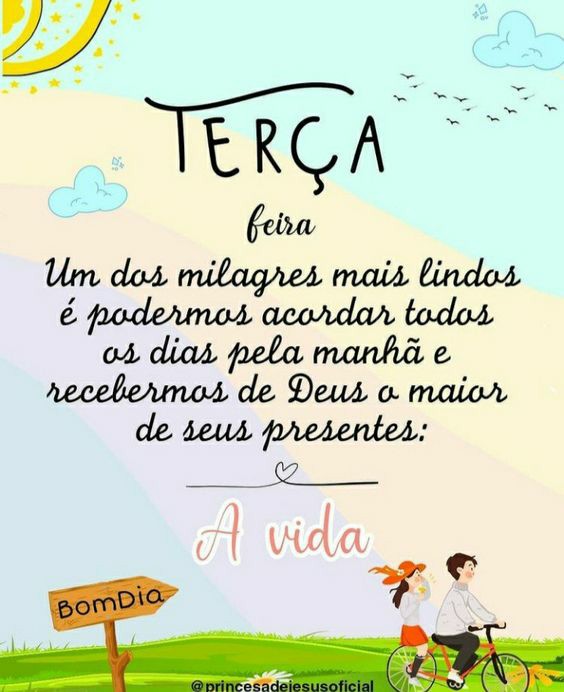 TERÇA
feira
Um dos milagres mais lindos
é podermos acordar todos
os dias pela manhã e
recebermos de Deus o maior
de seus presentes:
A vida
BomDia
@princesadejesusoficial